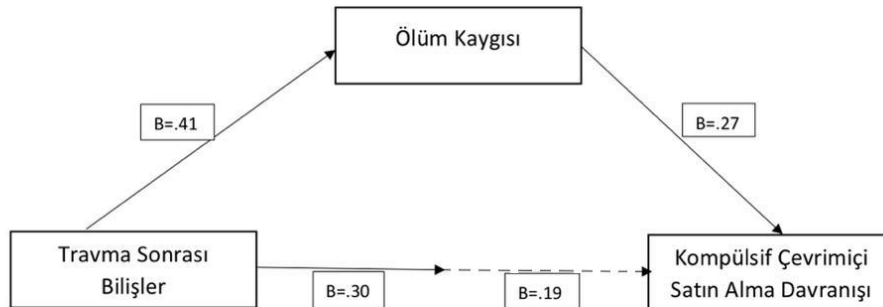 Ölüm Kaygısı
B=.41
B=.27
Travma Sonrası
Bilişler
B=.30
B=.19
Kompülsif Çevrimiçi
Satın Alma Davranışı